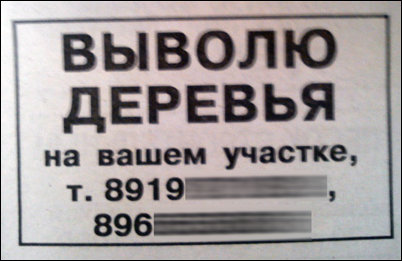 ВЫВОЛЮ
ДЕРЕВЬЯ
на вашем участке,
т. 8919 ,
896